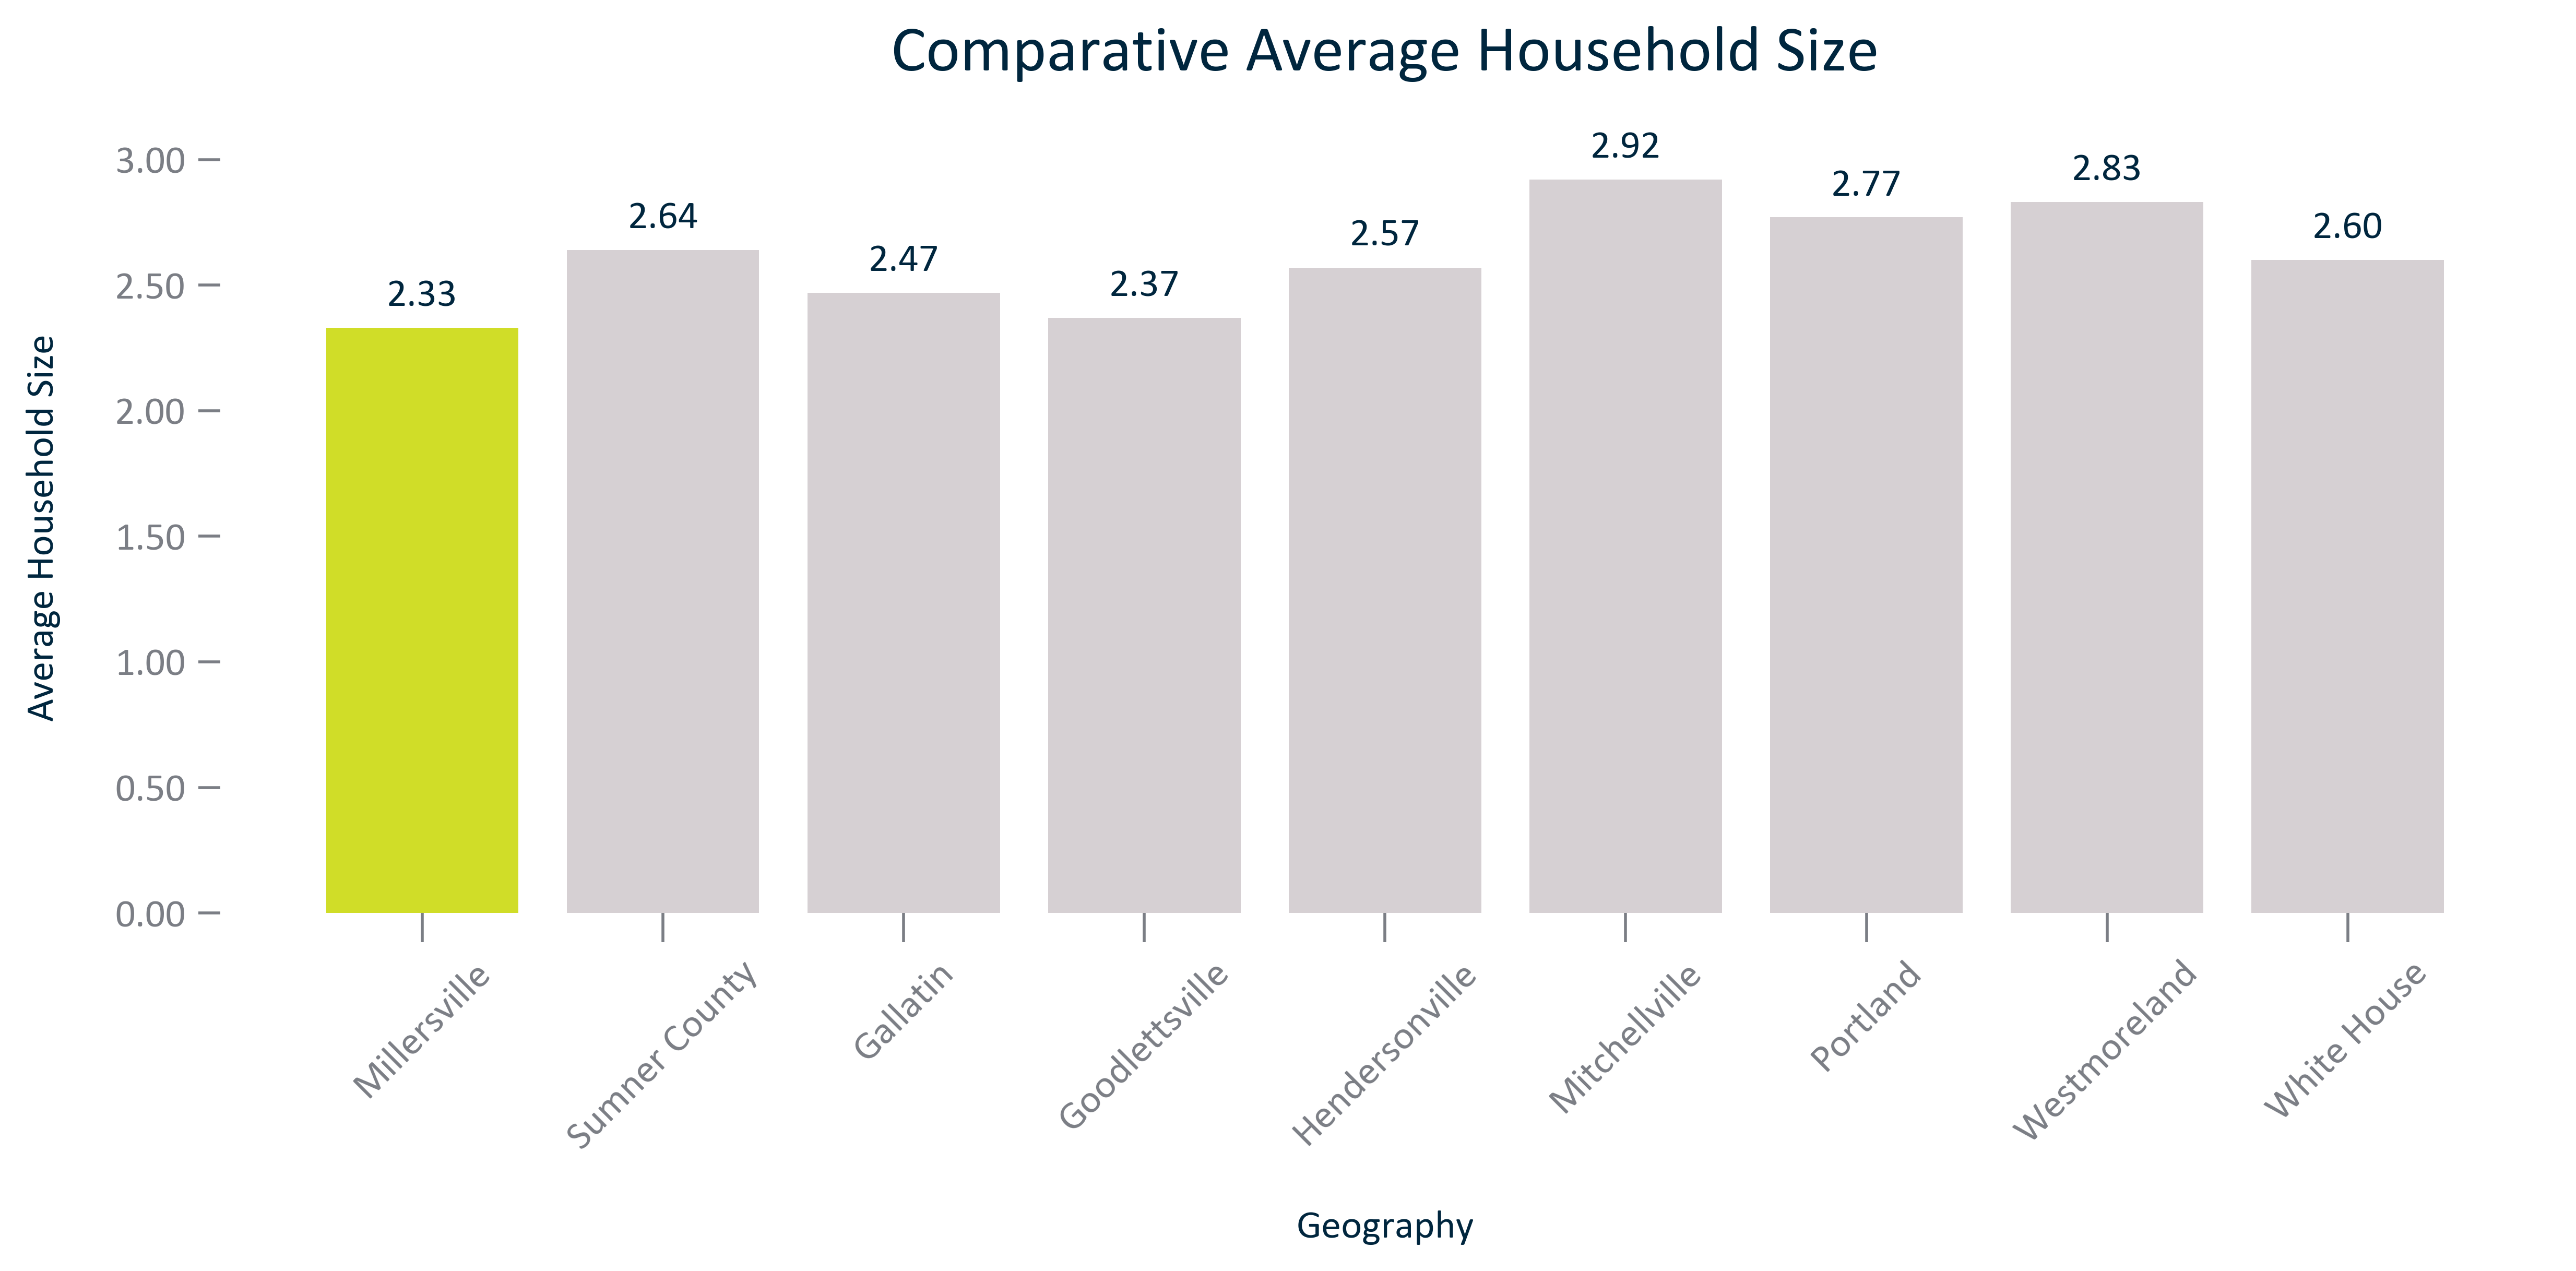 Comparative Average Household Size
Average Household Size
3.00
2.50
2.00
1.50
1.00
0.50
0.00
2.33
2.64
2.47
2.37
2.57
2.92
2.77
2.83
2.60
Millersville
Sumner County
Gallatin
Goodlettsville
Hendersonville
Mitchellville
Portland
Westmoreland
White House
Geography